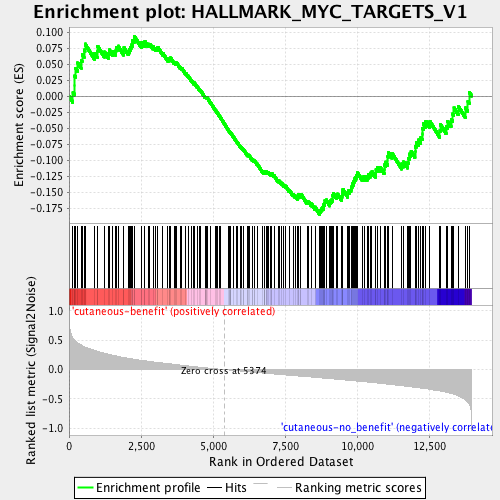 Enrichment plot: HALLMARK_MYC_TARGETS_V1
Enrichment score (ES)
0.100
0.075
0.050
0.025
0.000
-0.025
-0.050
-0.075
-0.100
-0.125
-0.150
-0.175
'cutaneous-benefit' (positively correlated)
Ranked list metric (Signal2Noise)
1.0
0.5
0.0
-0.5
-1.0
Zero cross at 5374
'cutaneous-no_benefit' (negatively correlated)
0
2,500
5,000
7,500
10,000
12,500
Rank in Ordered Dataset
Enrichment profile
Hits
Ranking metric scores